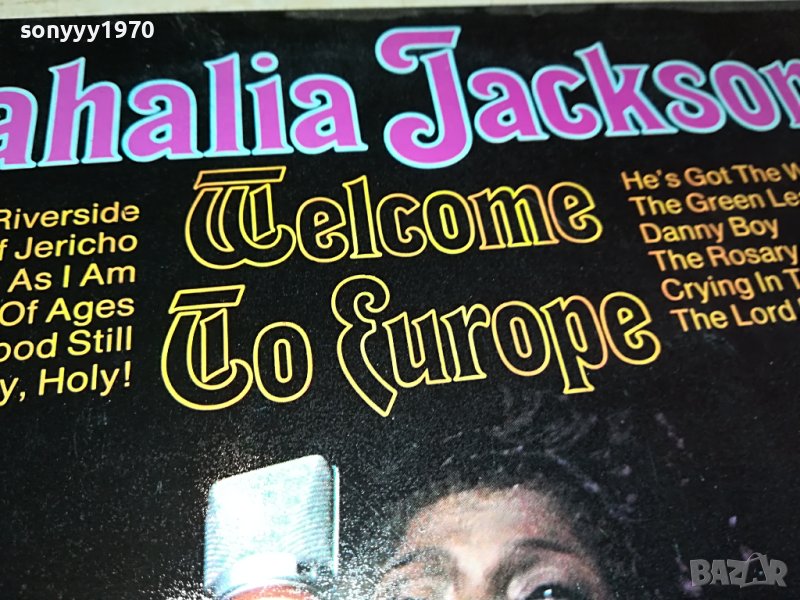 sonyyy1970
ahalia Jackson
Welcome
To Europe
Riverside
f Jericho
As I Am
Of Ages
ood Still
y, Holy!
He's Got The W
The Green Le
Danny Boy
The Rosary
Crying In T
The Lord
BAZAR